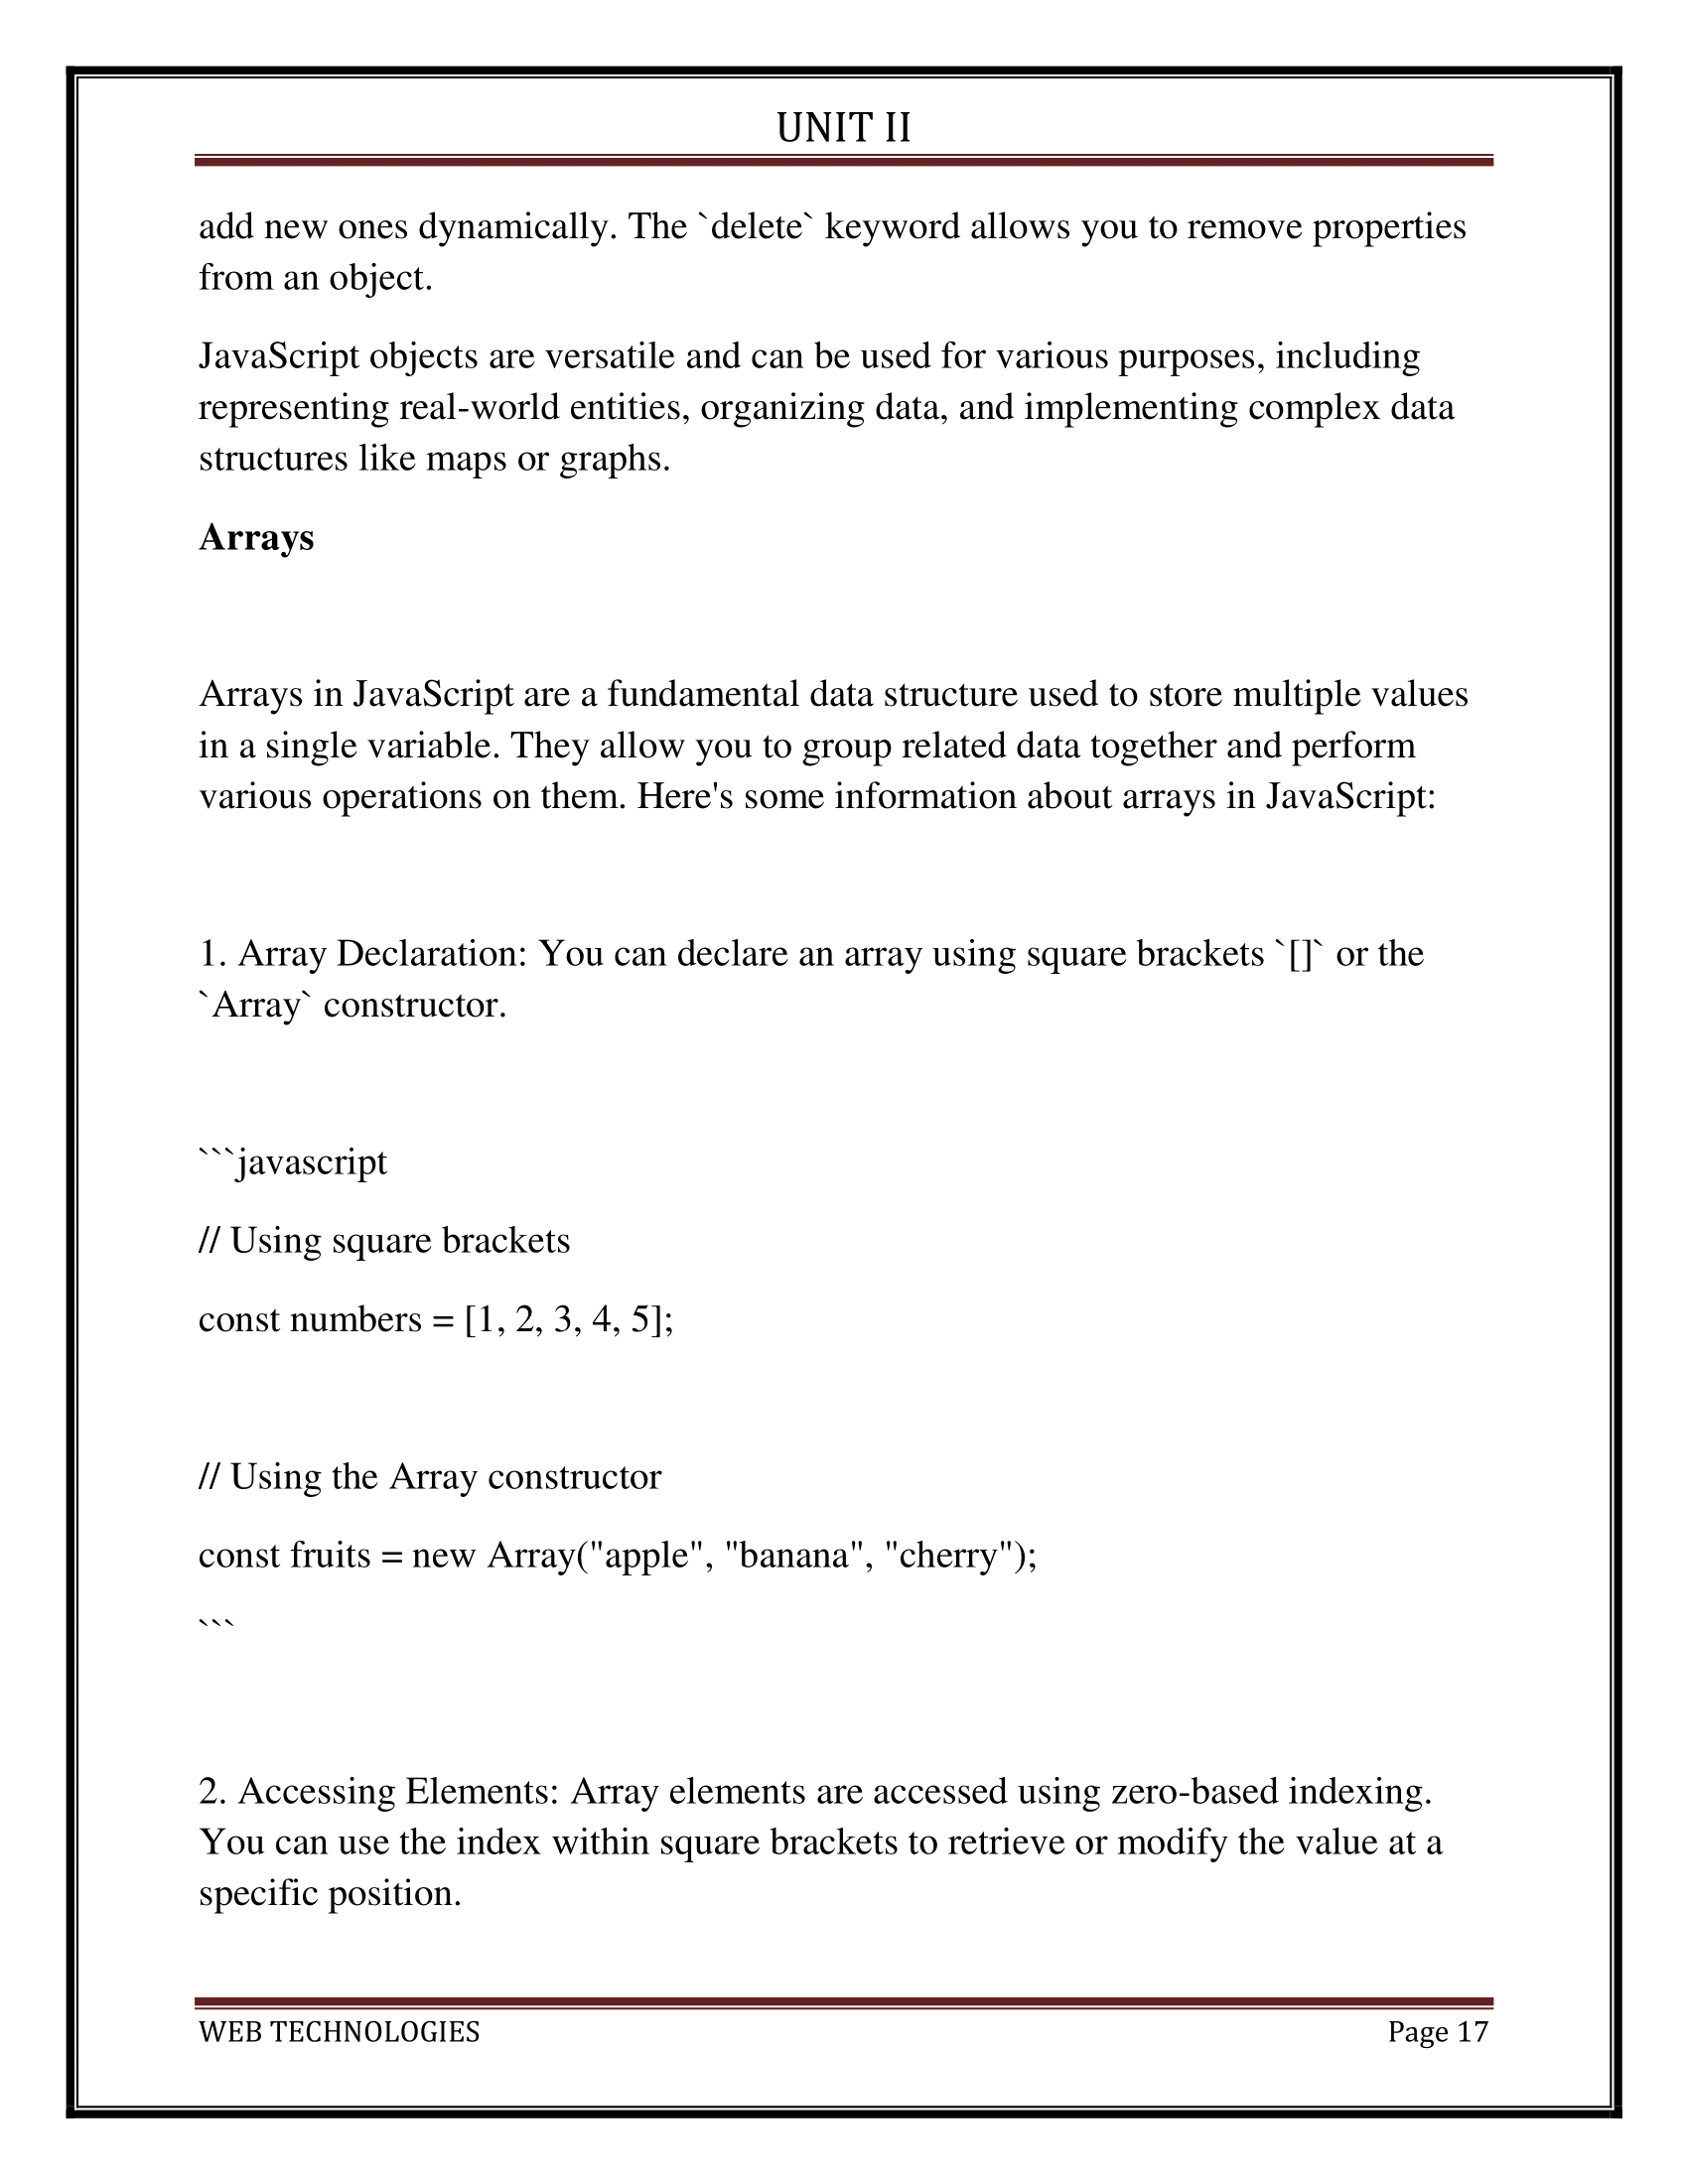 UNIT II
add new ones dynamically. The `delete` keyword allows you to remove properties
from an object.
JavaScript objects are versatile and can be used for various purposes, including
representing real-world entities, organizing data, and implementing complex data
structures like maps or graphs.
Arrays
Arrays in JavaScript are a fundamental data structure used to store multiple values
in a single variable. They allow you to group related data together and perform
various operations on them. Here's some information about arrays in JavaScript:
1. Array Declaration: You can declare an array using square brackets `[]` or the
`Array` constructor.
```javascript
// Using square brackets
const numbers = [1, 2, 3, 4, 5];
// Using the Array constructor
const fruits = new Array("apple", "banana", "cherry");
```
2. Accessing Elements: Array elements are accessed using zero-based indexing.
You can use the index within square brackets to retrieve or modify the value at a
specific position.
WEB TECHNOLOGIES Page 17